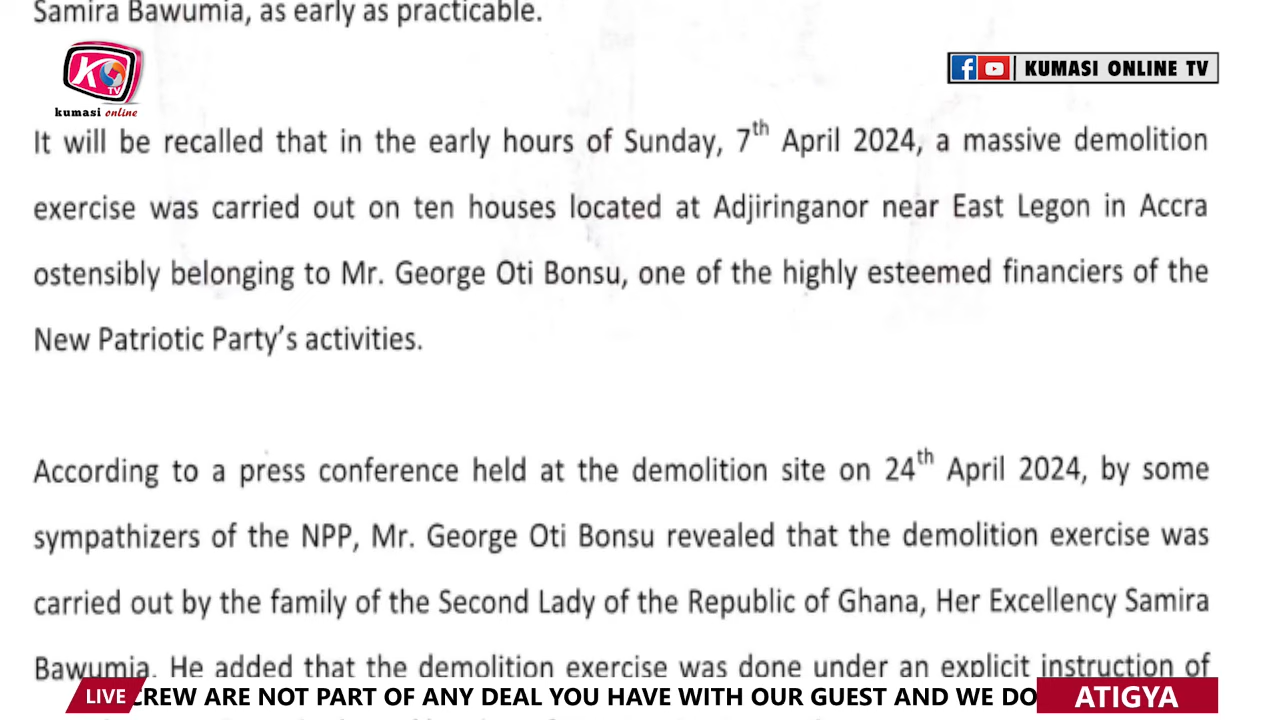 Samira Bawumia, as early as practicable.
K
TV
kumasi online
KUMASI ONLINE TV
It will be recalled that in the early hours of Sunday, 7th April 2024, a massive demolition
exercise was carried out on ten houses located at Adjiringanor near East Legon in Accra
ostensibly belonging to Mr. George Oti Bonsu, one of the highly esteemed financiers of the
New Patriotic Party's activities.
According to a press conference held at the demolition site on 24th April 2024, by some
sympathizers of the NPP, Mr. George Oti Bonsu revealed that the demolition exercise was
carried out by the family of the Second Lady of the Republic of Ghana, Her Excellency Samira
Bawumia. He added that the demolition exercise was done under an explicit instruction of
LIVE CREW ARE NOT PART OF ANY DEAL YOU HAVE WITH OUR GUEST AND WE DO ATIGYA